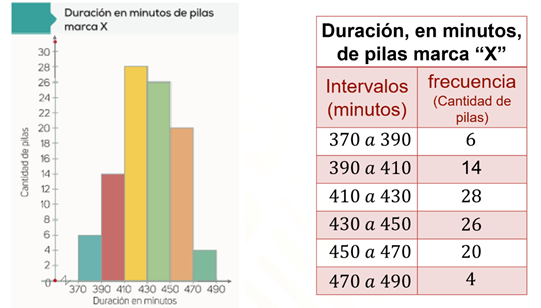 Duración en minutos de pilas
marca X
Cantidad de pilas
30
28
26
24
22
20
18
16
14
12
10
8
6
4
2
0
370 390 410 430 450 470 490
Duración en minutos
Duración, en minutos,
de pilas marca “X”
Intervalos
(minutos)
frecuencia
(Cantidad de
pilas)
370 a 390 6
390 a 410 14
410 a 430 28
430 a 450 26
450 a 470 20
470 a 490 4